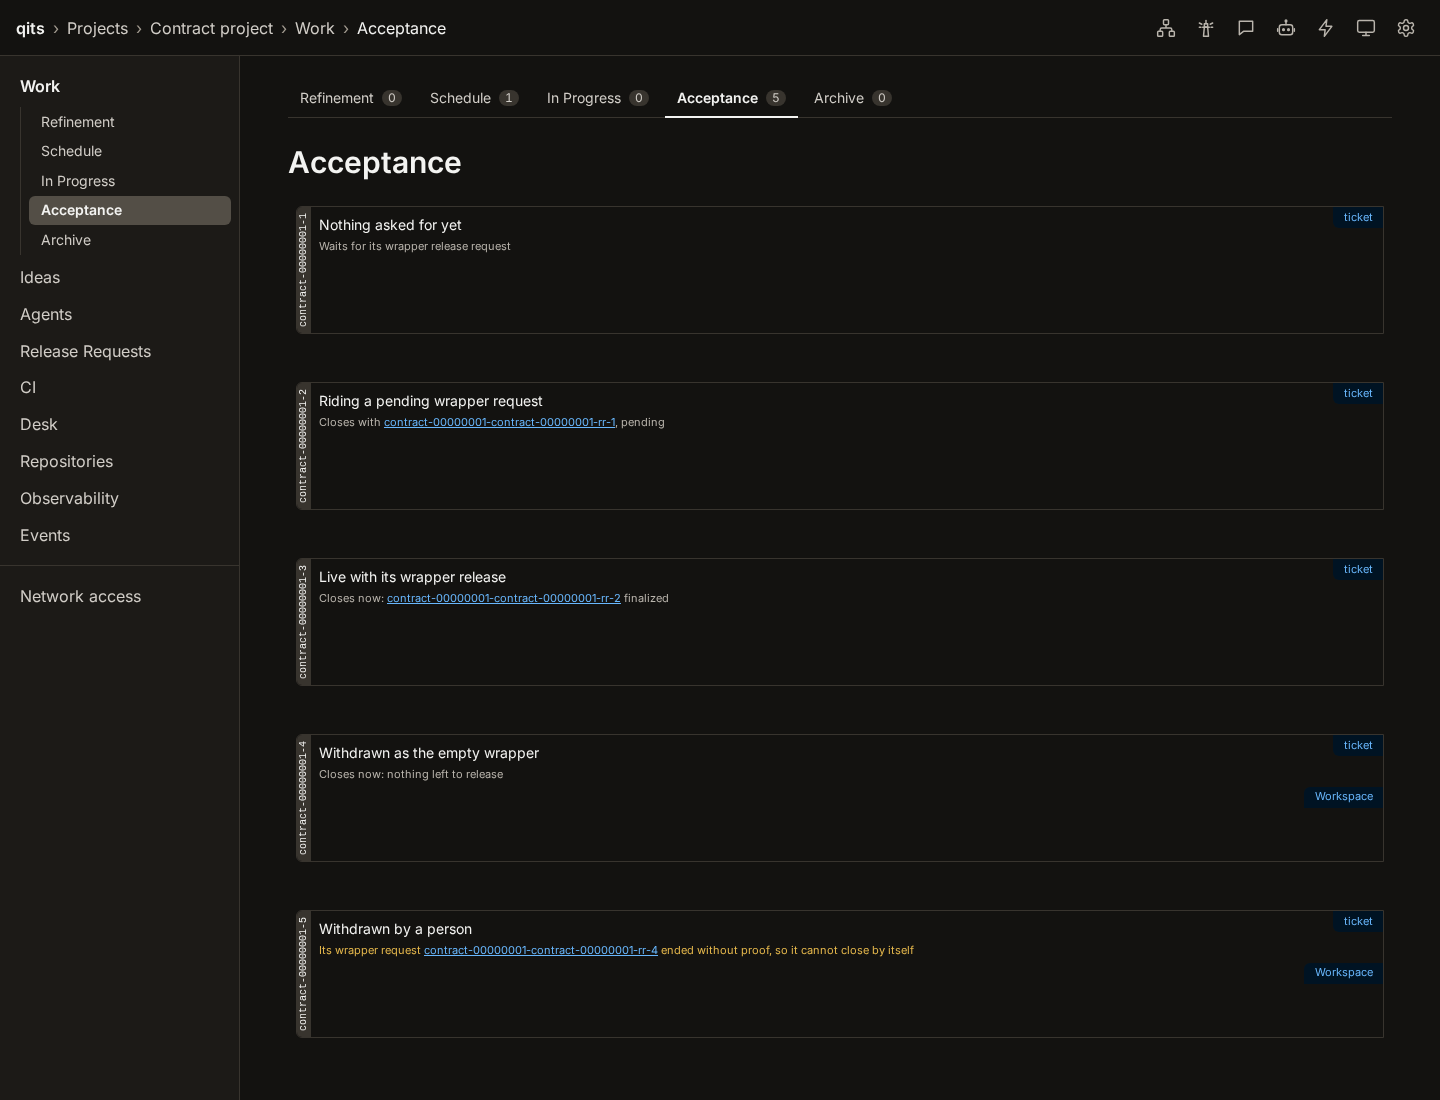 qits › Projects › Contract project › Work › Acceptance
Work
Refinement
Schedule
In Progress
Acceptance
Archive
Ideas
Agents
Release Requests
CI
Desk
Repositories
Observability
Events
Network access
Refinement 0 Schedule 1 In Progress 0 Acceptance 5 Archive 0
Acceptance
contract-00000001-1
Nothing asked for yet
ticket
Waits for its wrapper release request
contract-00000001-2
Riding a pending wrapper request
ticket
Closes with contract-00000001-contract-00000001-rr-1, pending
contract-00000001-3
Live with its wrapper release
ticket
Closes now: contract-00000001-contract-00000001-rr-2 finalized
contract-00000001-4
Withdrawn as the empty wrapper
ticket
Closes now: nothing left to release
Workspace
contract-00000001-5
Withdrawn by a person
ticket
Its wrapper request contract-00000001-contract-00000001-rr-4 ended without proof, so it cannot close by itself
Workspace